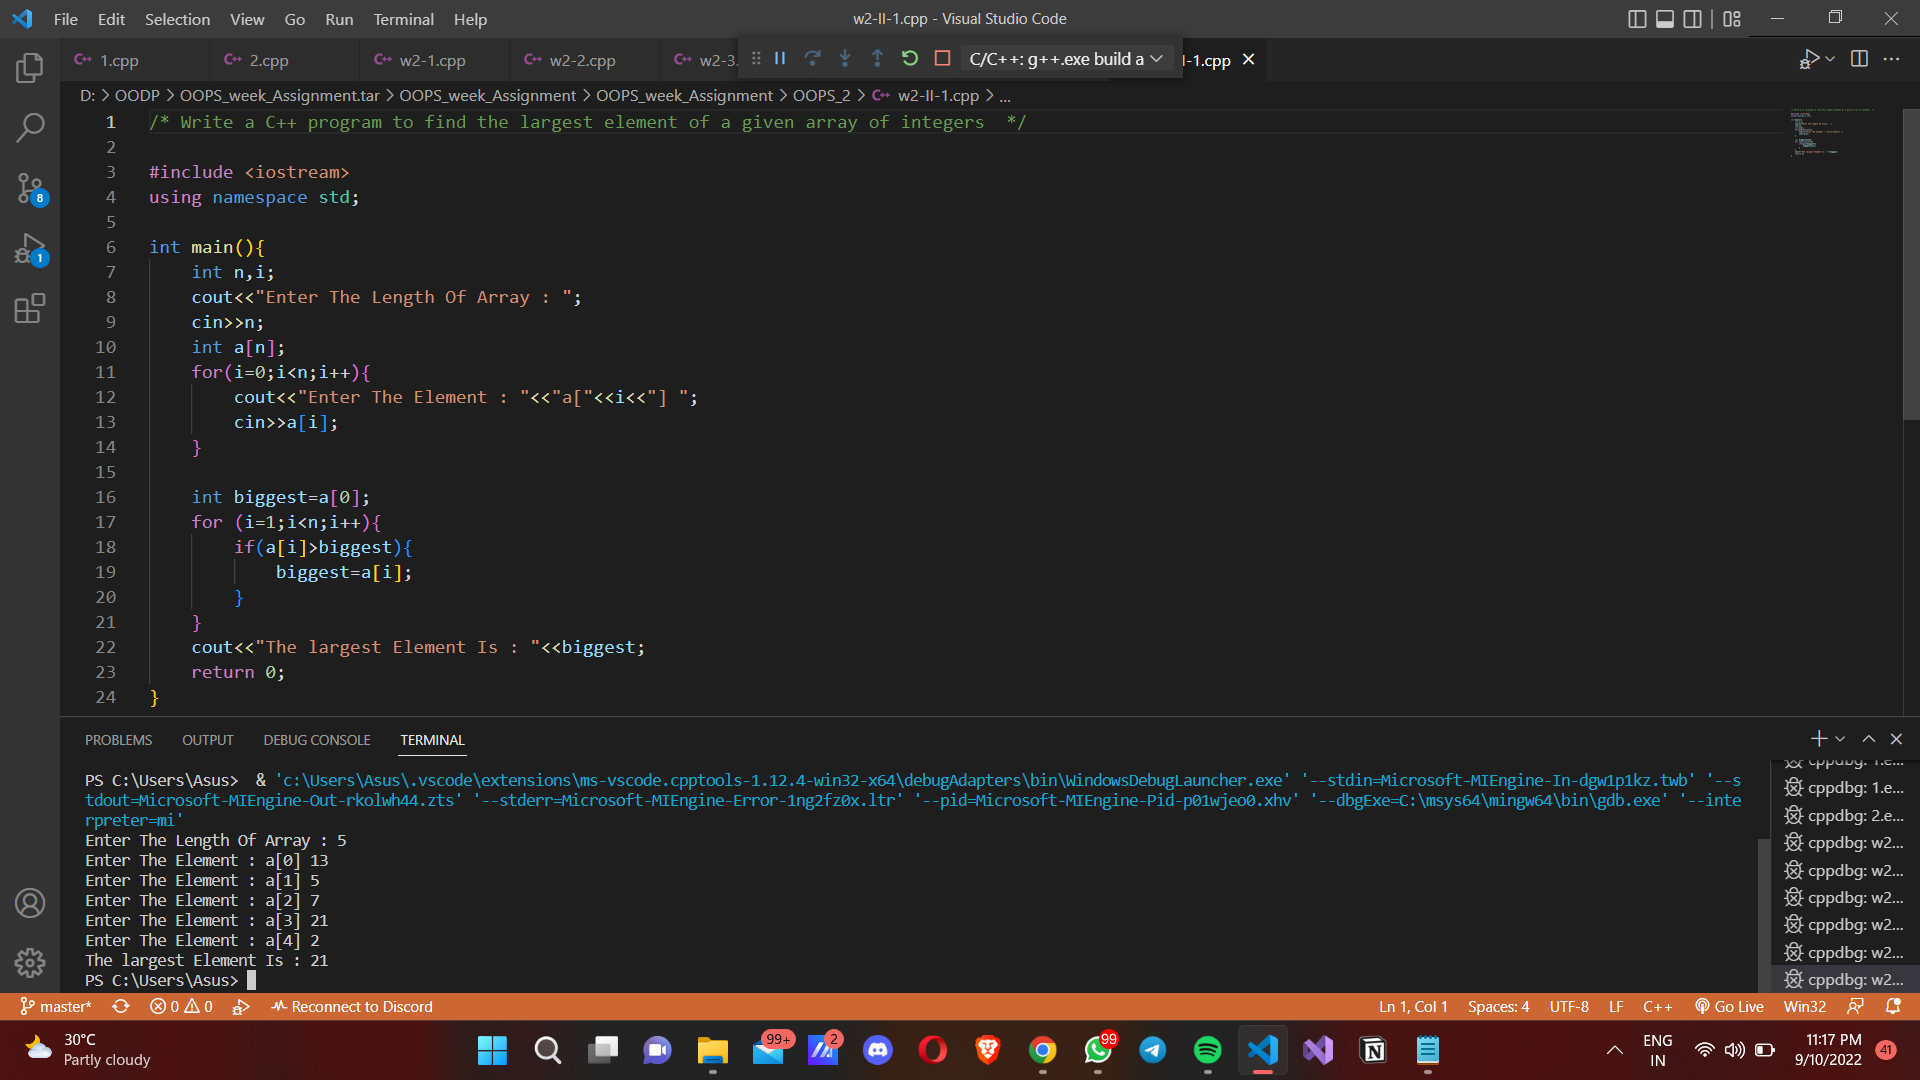 File Edit Selection View Go Run Terminal Help
w2-II-1.cpp - Visual Studio Code
1.cpp
2.cpp
w2-1.cpp
w2-2.cpp
w2-3.
C/C++: g++.exe build a
I-1.cpp
D: > OODP > OOPS_week_Assignment.tar > OOPS_week_Assignment > OOPS_week_Assignment > OOPS_2 > w2-II-1.cpp > ...
1 /* Write a C++ program to find the largest element of a given array of integers  */
2
3 #include <iostream>
4 using namespace std;
5
6 int main(){
7     int n,i;
8     cout<<"Enter The Length Of Array : ";
9     cin>>n;
10     int a[n];
11     for(i=0;i<n;i++){
12         cout<<"Enter The Element : "<<"a["<<i<<"] ";
13         cin>>a[i];
14     }
15
16     int biggest=a[0];
17     for (i=1;i<n;i++){
18         if(a[i]>biggest){
19             biggest=a[i];
20         }
21     }
22     cout<<"The largest Element Is : "<<biggest;
23     return 0;
24 }
8
1
PROBLEMS OUTPUT DEBUG CONSOLE TERMINAL
PS C:\Users\Asus>  & 'c:\Users\Asus\.vscode\extensions\ms-vscode.cpptools-1.12.4-win32-x64\debugAdapters\bin\WindowsDebugLauncher.exe' '--stdin=Microsoft-MIEngine-In-dgw1p1kz.twb' '--s
tdout=Microsoft-MIEngine-Out-rkolwh44.zts' '--stderr=Microsoft-MIEngine-Error-1ng2fz0x.ltr' '--pid=Microsoft-MIEngine-Pid-p01wjeo0.xhv' '--dbgExe=C:\msys64\mingw64\bin\gdb.exe' '--inte
rpreter=mi'
Enter The Length Of Array : 5
Enter The Element : a[0] 13
Enter The Element : a[1] 5
Enter The Element : a[2] 7
Enter The Element : a[3] 21
Enter The Element : a[4] 2
The largest Element Is : 21
PS C:\Users\Asus>
cppdbg: 1.e...
cppdbg: 1.e...
cppdbg: 2.e...
cppdbg: w2...
cppdbg: w2...
cppdbg: w2...
cppdbg: w2...
cppdbg: w2...
cppdbg: w2...
master* 0 0 Reconnect to Discord
Ln 1, Col 1 Spaces: 4 UTF-8 LF C++ Go Live Win32
30°C
Partly cloudy
99+
2
99
ENG
IN
11:17 PM
9/10/2022
41